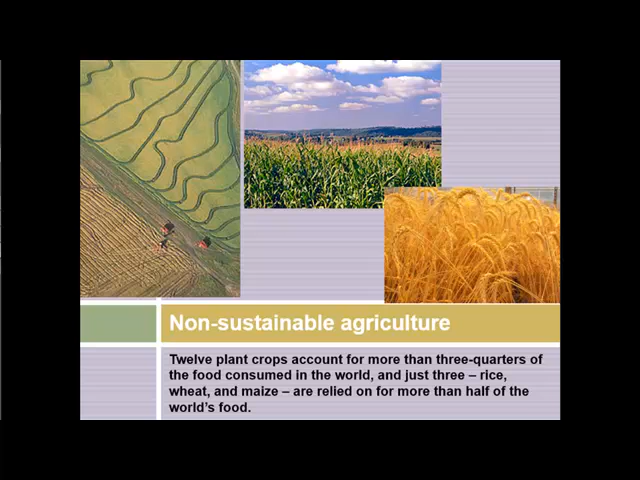 Non-sustainable agriculture
Twelve plant crops account for more than three-quarters of
the food consumed in the world, and just three – rice,
wheat, and maize – are relied on for more than half of the
world’s food.